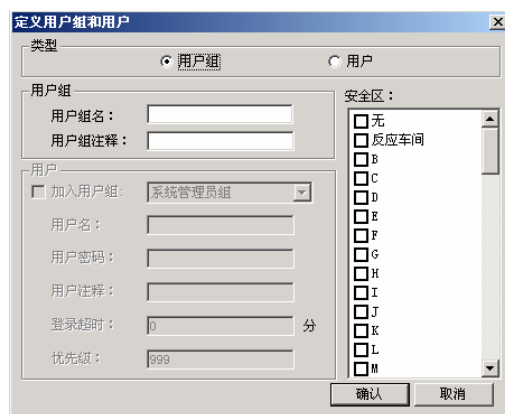 定义用户组和用户
类型
用户组
用户
用户组
用户组名：
用户组注释：
用户
加入用户组:
系统管理员组
用户名：
用户密码：
用户注释：
登录超时：
0
分
优先级：
999
安全区：
无
反应车间
B
C
D
E
F
G
H
I
J
K
L
M
确认
取消